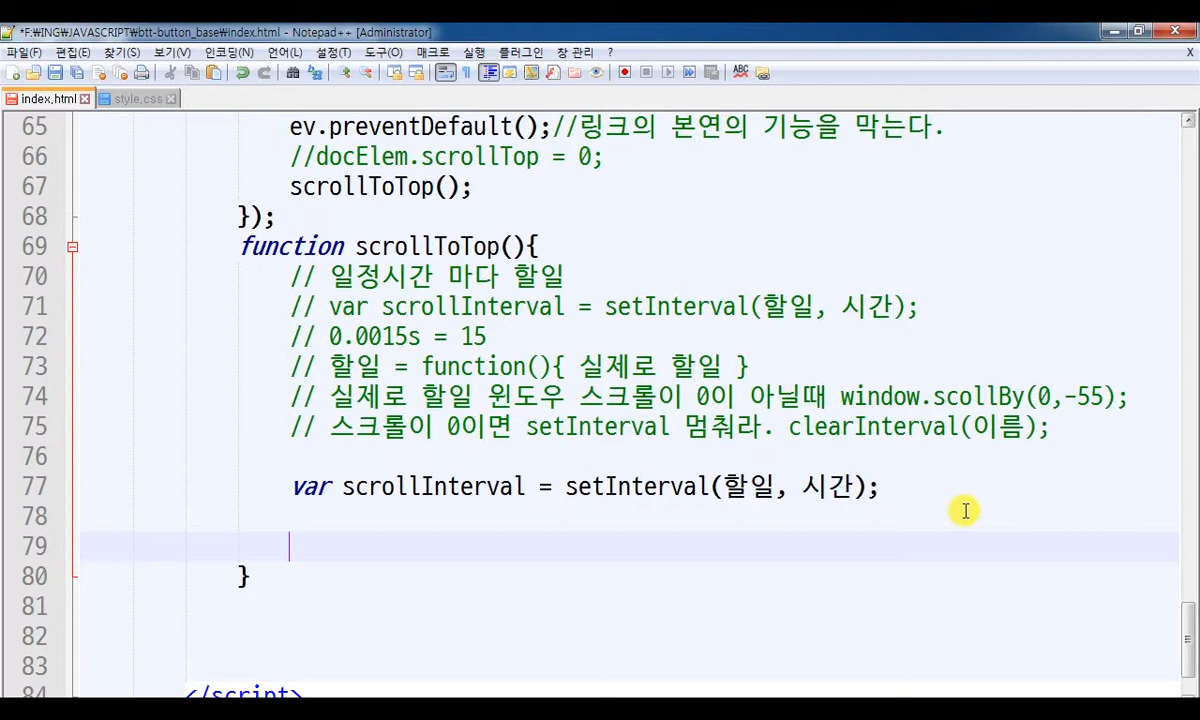 *F:₩ING₩JAVASCRIPT₩btt-button_base₩index.html - Notepad++ [Administrator]
파일(F) 편집(E) 찾기(S) 보기(V) 인코딩(N) 언어(L) 설정(T) 도구(O) 매크로 실행 플러그인 창 관리 ? X
index.html style.css
65 ev.preventDefault();//링크의 본연의 기능을 막는다.
66 //docElem.scrollTop = 0;
67 scrollToTop();
68 });
69 function scrollToTop(){
70 // 일정시간 마다 할일
71 // var scrollInterval = setInterval(할일, 시간);
72 // 0.0015s = 15
73 // 할일 = function(){ 실제로 할일 }
74 // 실제로 할일 윈도우 스크롤이 0이 아닐때 window.scollBy(0,-55);
75 // 스크롤이 0이면 setInterval 멈춰라. clearInterval(이름);
76
77 var scrollInterval = setInterval(할일, 시간);
78
79
80 }
81
82
83
84 </script>